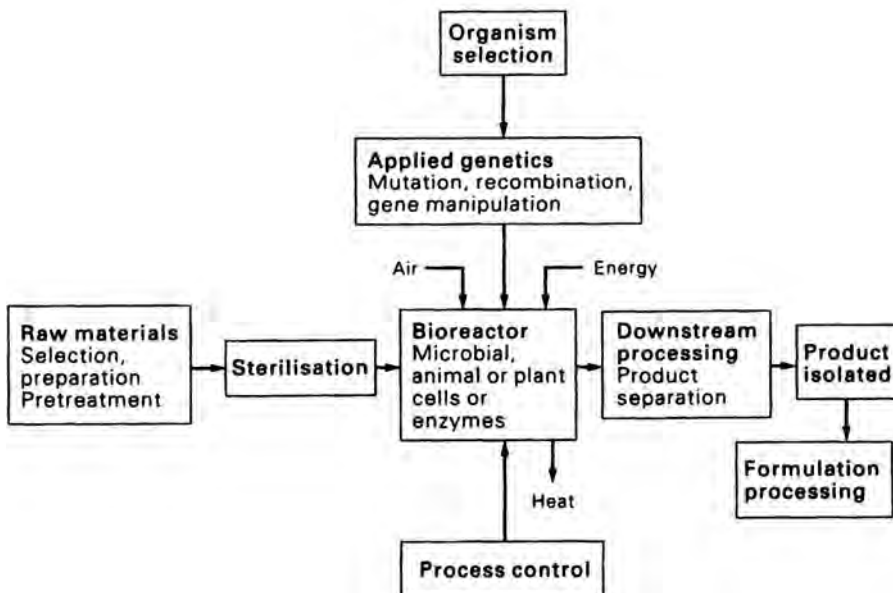 Organism
selection
Applied genetics
Mutation, recombination,
gene manipulation
Air
Energy
Raw materials
Selection,
preparation
Pretreatment
Sterilisation
Bioreactor
Microbial,
animal or plant
cells or
enzymes
Downstream
processing
Product
separation
Product
isolated
Formulation
processing
Heat
Process control